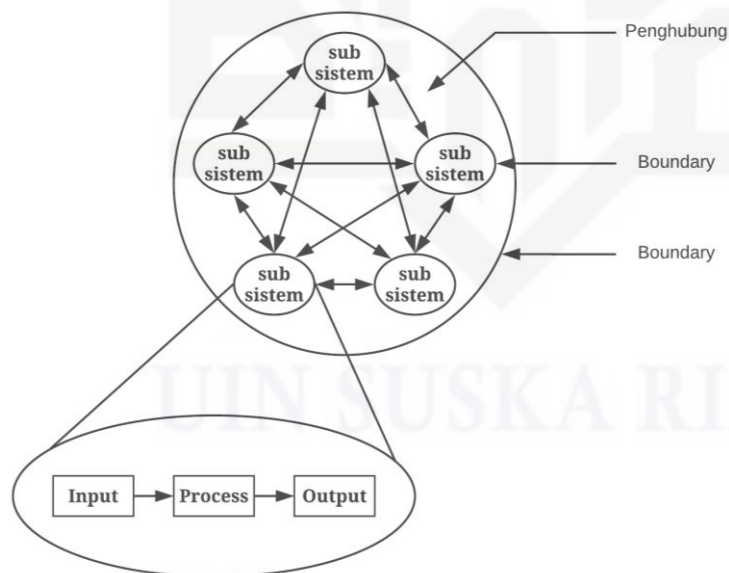 sub
sistem
Penghubung
sub
sistem
sub
sistem
Boundary
Boundary
sub
sistem
sub
sistem
UIN SUSKA RI
Input
Process
Output